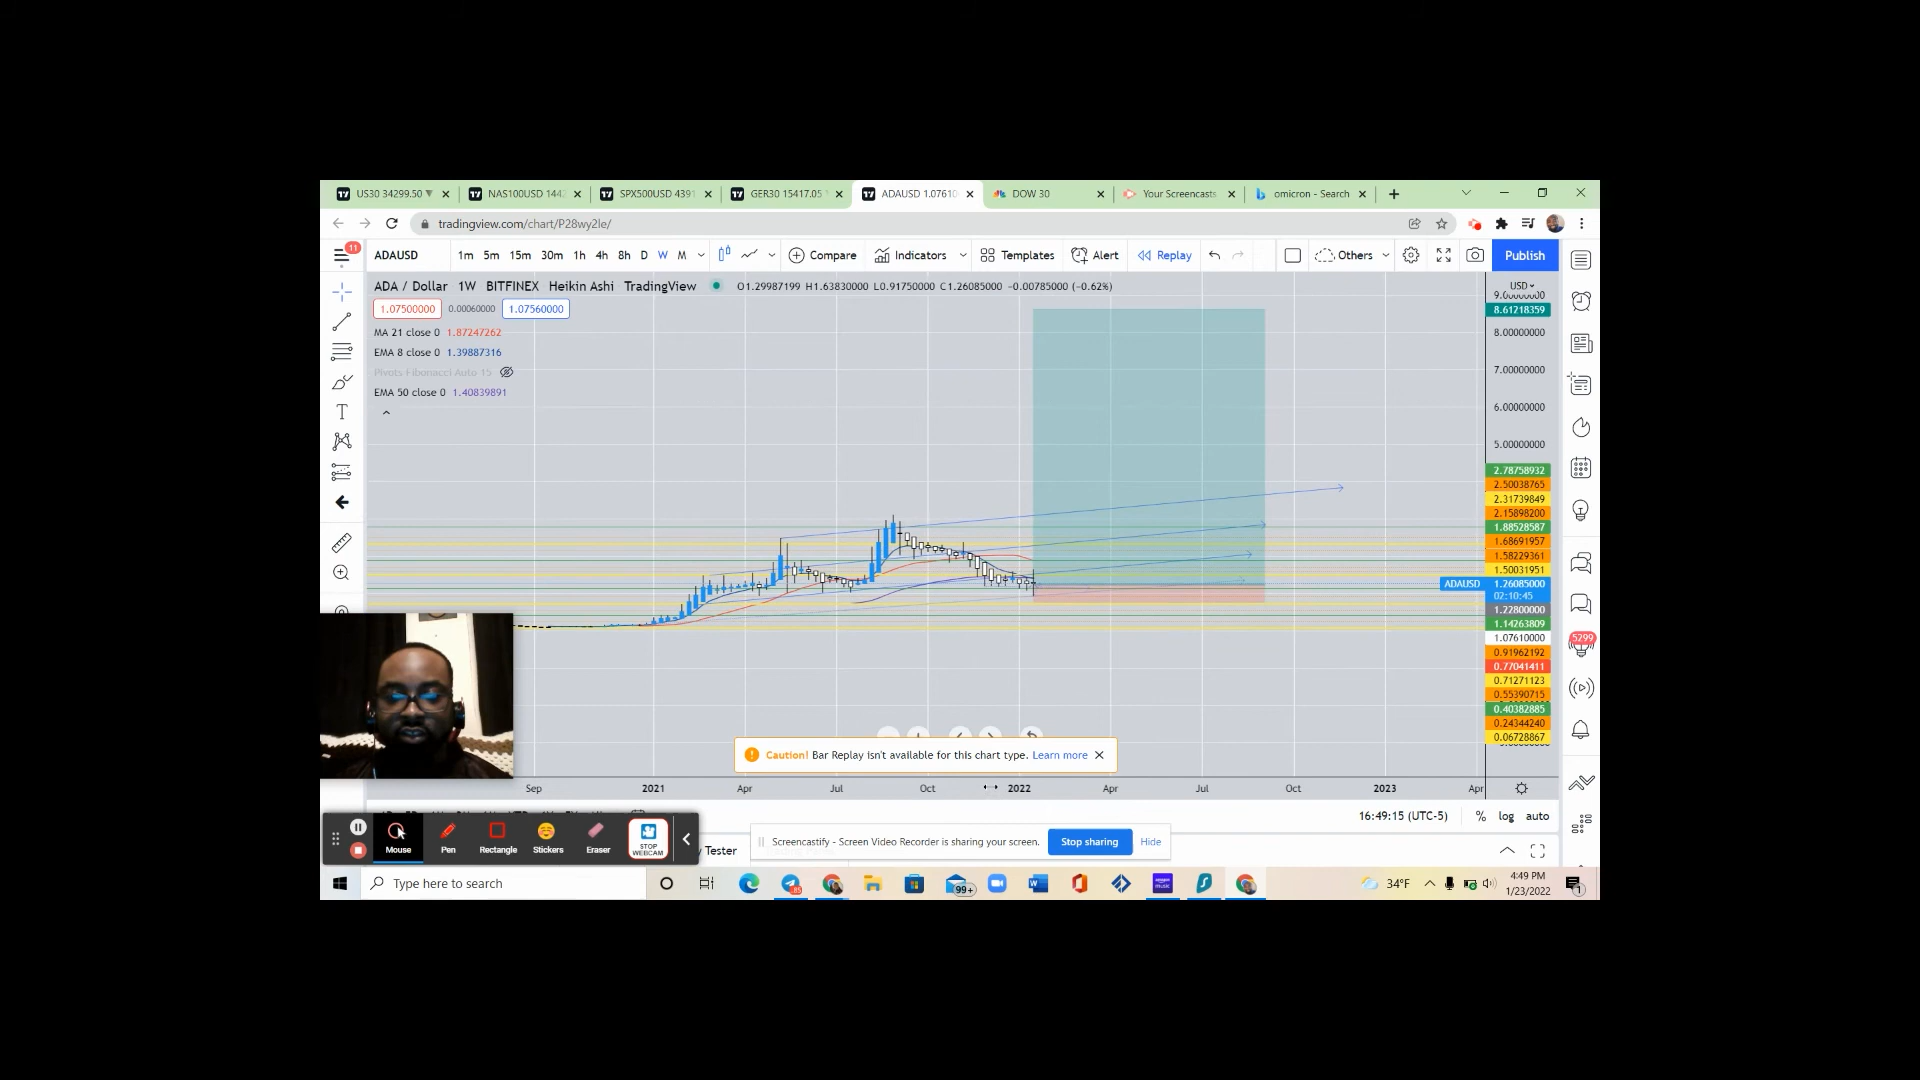 US30 34299.50 ▼
NAS100USD 1442
SPX500USD 4391
GER30 15417.05
ADAUSD 1.07610
DOW 30
Your Screencasts
omicron - Search
tradingview.com/chart/P28wy2le/
11
ADAUSD
1m 5m 15m 30m 1h 4h 8h D W M
Compare
Indicators
Templates
Alert
Replay
Others
Publish
ADA / Dollar 1W BITFINEX Heikin Ashi TradingView
O1.29987199 H1.63830000 L0.91750000 C1.26085000 −0.00785000 (−0.62%)
1.07500000 0.00060000 1.07560000
MA 21 close 0 1.87247262
EMA 8 close 0 1.39887316
Pivots Fibonacci Auto 15
EMA 50 close 0 1.40839891
USD
9.00000000
8.61218359
8.00000000
7.00000000
6.00000000
5.00000000
2.78758932
2.50038765
2.31739849
2.15898200
1.88528587
1.68691957
1.58229361
1.50031951
ADAUSD 1.26085000
02:10:45
1.22800000
1.14263809
1.07610000
0.91962192
0.77041411
0.71271123
0.55390715
0.40382885
0.24344240
0.06728867
5299
Caution! Bar Replay isn't available for this chart type. Learn more
Sep 2021 Apr Jul Oct 2022 Apr Jul Oct 2023 Apr
16:49:15 (UTC-5) % log auto
Mouse
Pen
Rectangle
Stickers
Eraser
STOP
WEBCAM
Tester
Screencastify - Screen Video Recorder is sharing your screen.
Stop sharing
Hide
Type here to search
99+
34°F
4:49 PM
1/23/2022
1